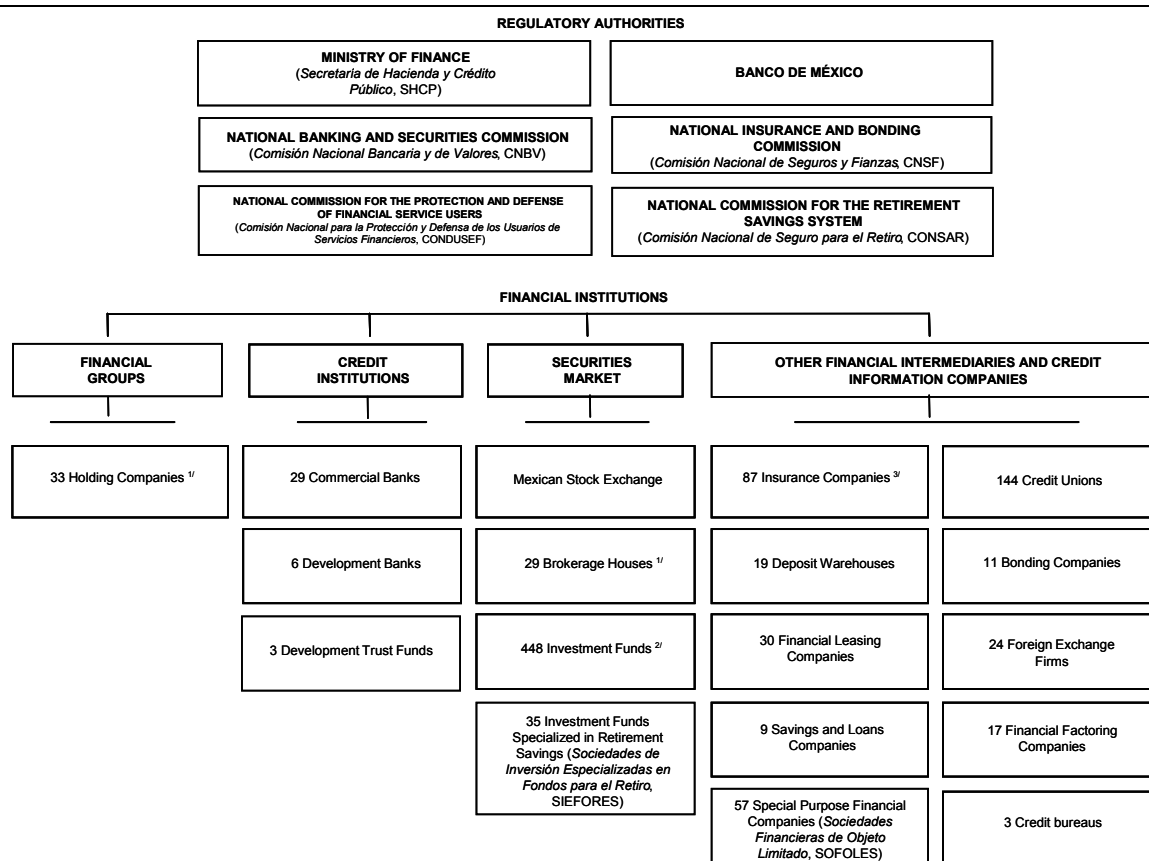 REGULATORY AUTHORITIES
MINISTRY OF FINANCE
(Secretaria de Hacienda y Crédito
Público, SHCP)
BANCO DE MÉXICO
NATIONAL BANKING AND SECURITIES COMMISSION
(Comisión Nacional Bancaria y de Valores, CNBV)
NATIONAL INSURANCE AND BONDING
COMMISSION
(Comisión Nacional de Seguros y Fianzas, CNSF)
NATIONAL COMMISSION FOR THE PROTECTION AND DEFENSE
OF FINANCIAL SERVICE USERS
(Comisión Nacional para la Protección y Defensa de los Usuarios de
Servicios Financieros, CONDUSEF)
NATIONAL COMMISSION FOR THE RETIREMENT
SAVINGS SYSTEM
(Comisión Nacional de Seguro para el Retiro, CONSAR)
FINANCIAL INSTITUTIONS
FINANCIAL
GROUPS
CREDIT
INSTITUTIONS
SECURITIES
MARKET
OTHER FINANCIAL INTERMEDIARIES AND CREDIT
INFORMATION COMPANIES
33 Holding Companies 1/
29 Commercial Banks
Mexican Stock Exchange
87 Insurance Companies 3/
144 Credit Unions
6 Development Banks
29 Brokerage Houses 1/
19 Deposit Warehouses
11 Bonding Companies
3 Development Trust Funds
448 Investment Funds 2/
30 Financial Leasing
Companies
24 Foreign Exchange
Firms
35 Investment Funds
Specialized in Retirement
Savings (Sociedades de
Inversión Especializadas en
Fondos para el Retiro,
SIEFORES)
9 Savings and Loans
Companies
17 Financial Factoring
Companies
57 Special Purpose Financial
Companies (Sociedades
Financieras de Objeto
Limitado, SOFOLES)
3 Credit bureaus